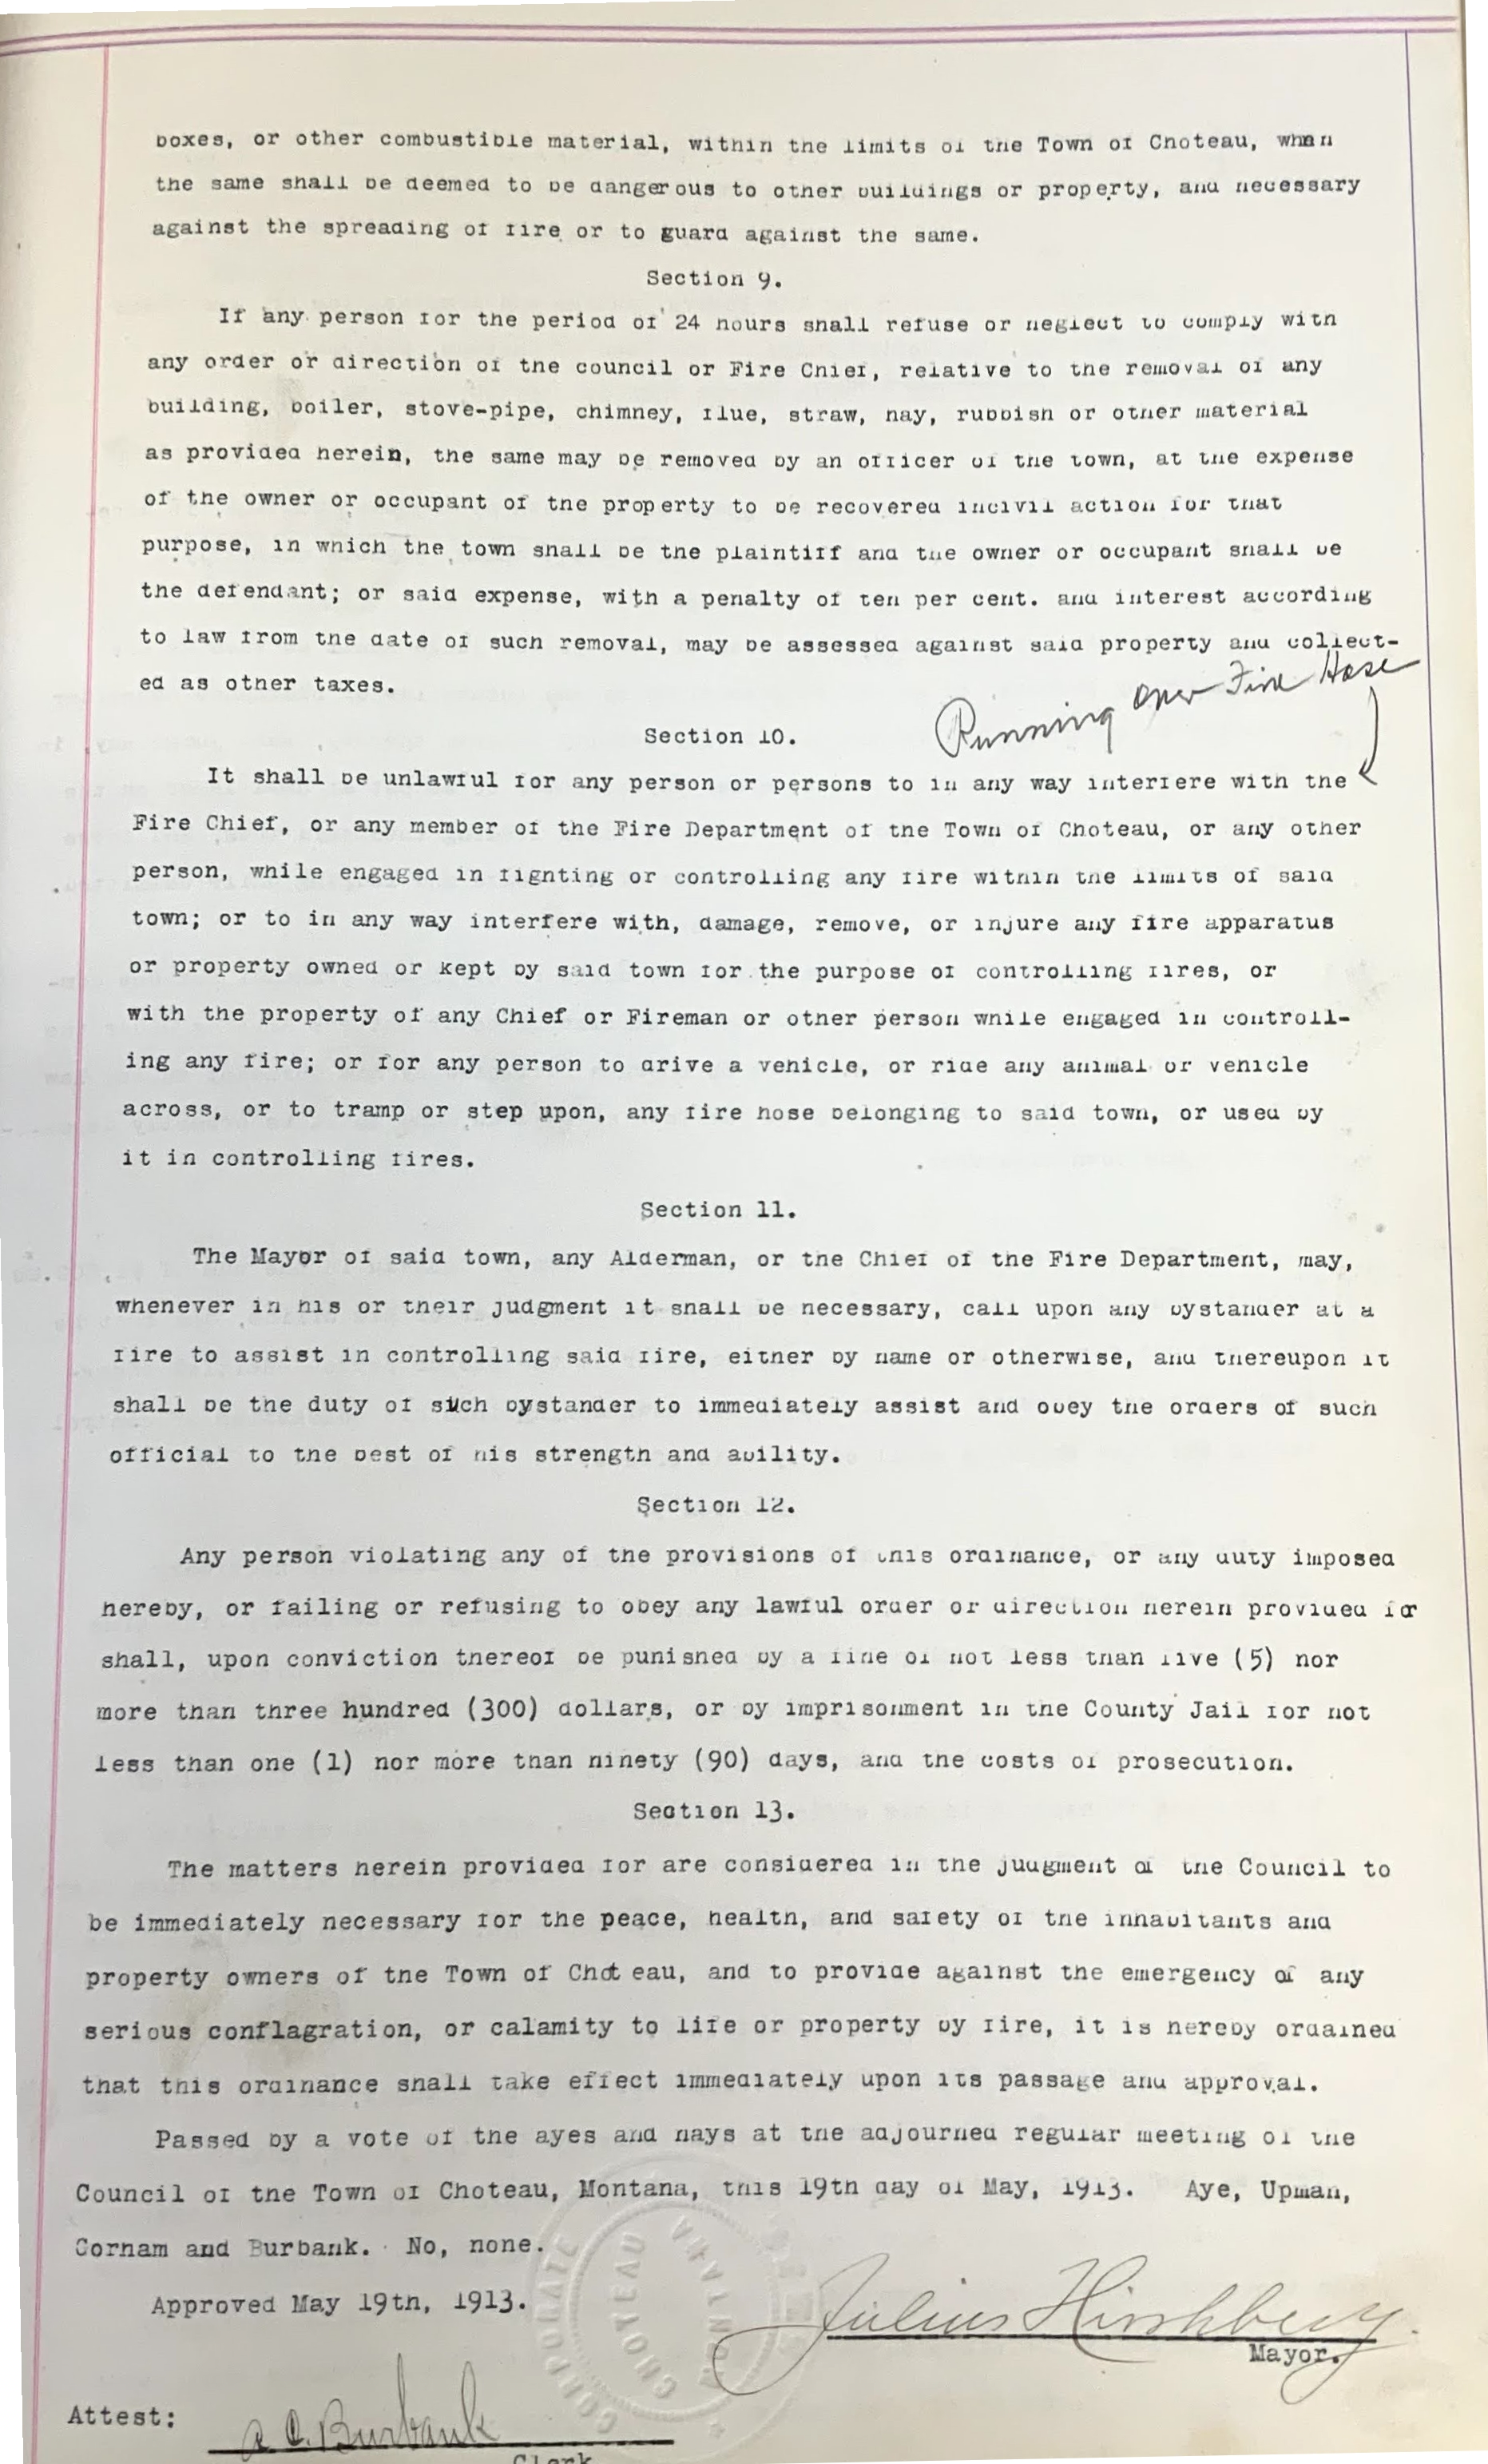 boxes, or other combustible material, within the limits of the Town of Choteau, when
the same shall be deemed to be dangerous to other buildings or property, and necessary
against the spreading of fire or to guard against the same.
Section 9.
If any person for the period of 24 hours shall refuse or neglect to comply with
any order or direction of the council or Fire Chief, relative to the removal of any
building, boiler, stove-pipe, chimney, flue, straw, hay, rubbish or other material
as provided herein, the same may be removed by an officer of the town, at the expense
of the owner or occupant of the property to be recovered incivil action for that
purpose, in which the town shall be the plaintiff and the owner or occupant shall be
the defendant; or said expense, with a penalty of ten per cent. and interest according
to law from the date of such removal, may be assessed against said property and collect-
ed as other taxes.
Running over Fire Hose
Section 10.
It shall be unlawful for any person or persons to in any way interfere with the
Fire Chief, or any member of the Fire Department of the Town of Choteau, or any other
person, while engaged in fighting or controlling any fire within the limits of said
town; or to in any way interfere with, damage, remove, or injure any fire apparatus
or property owned or kept by said town for the purpose of controlling fires, or
with the property of any Chief or Fireman or other person while engaged in controll-
ing any fire; or for any person to drive a vehicle, or ride any animal or vehicle
across, or to tramp or step upon, any fire hose belonging to said town, or used by
it in controlling fires.
Section 11.
The Mayor of said town, any Alderman, or the Chief of the Fire Department, may,
whenever in his or their judgment it shall be necessary, call upon any bystander at a
fire to assist in controlling said fire, either by name or otherwise, and thereupon it
shall be the duty of such bystander to immediately assist and obey the orders of such
official to the best of his strength and ability.
Section 12.
Any person violating any of the provisions of this ordinance, or any duty imposed
hereby, or failing or refusing to obey any lawful order or direction herein provided for
shall, upon conviction thereof be punished by a fine of not less than five (5) nor
more than three hundred (300) dollars, or by imprisonment in the County Jail for not
less than one (1) nor more than ninety (90) days, and the costs of prosecution.
Section 13.
The matters herein provided for are considered in the judgment of the Council to
be immediately necessary for the peace, health, and safety of the inhabitants and
property owners of the Town of Chot eau, and to provide against the emergency of any
serious conflagration, or calamity to life or property by fire, it is hereby ordained
that this ordinance shall take effect immediately upon its passage and approval.
Passed by a vote of the ayes and nays at the adjourned regular meeting of the
Council of the Town of Choteau, Montana, this 19th day of May, 1913. Aye, Upman,
Cornam and Burbank. No, none.
Approved May 19th, 1913.
Julius Hirshberg
Mayor.
CORPORATE
CHOTEAU
MONTANA
Attest: A. C. Burbank
Clerk